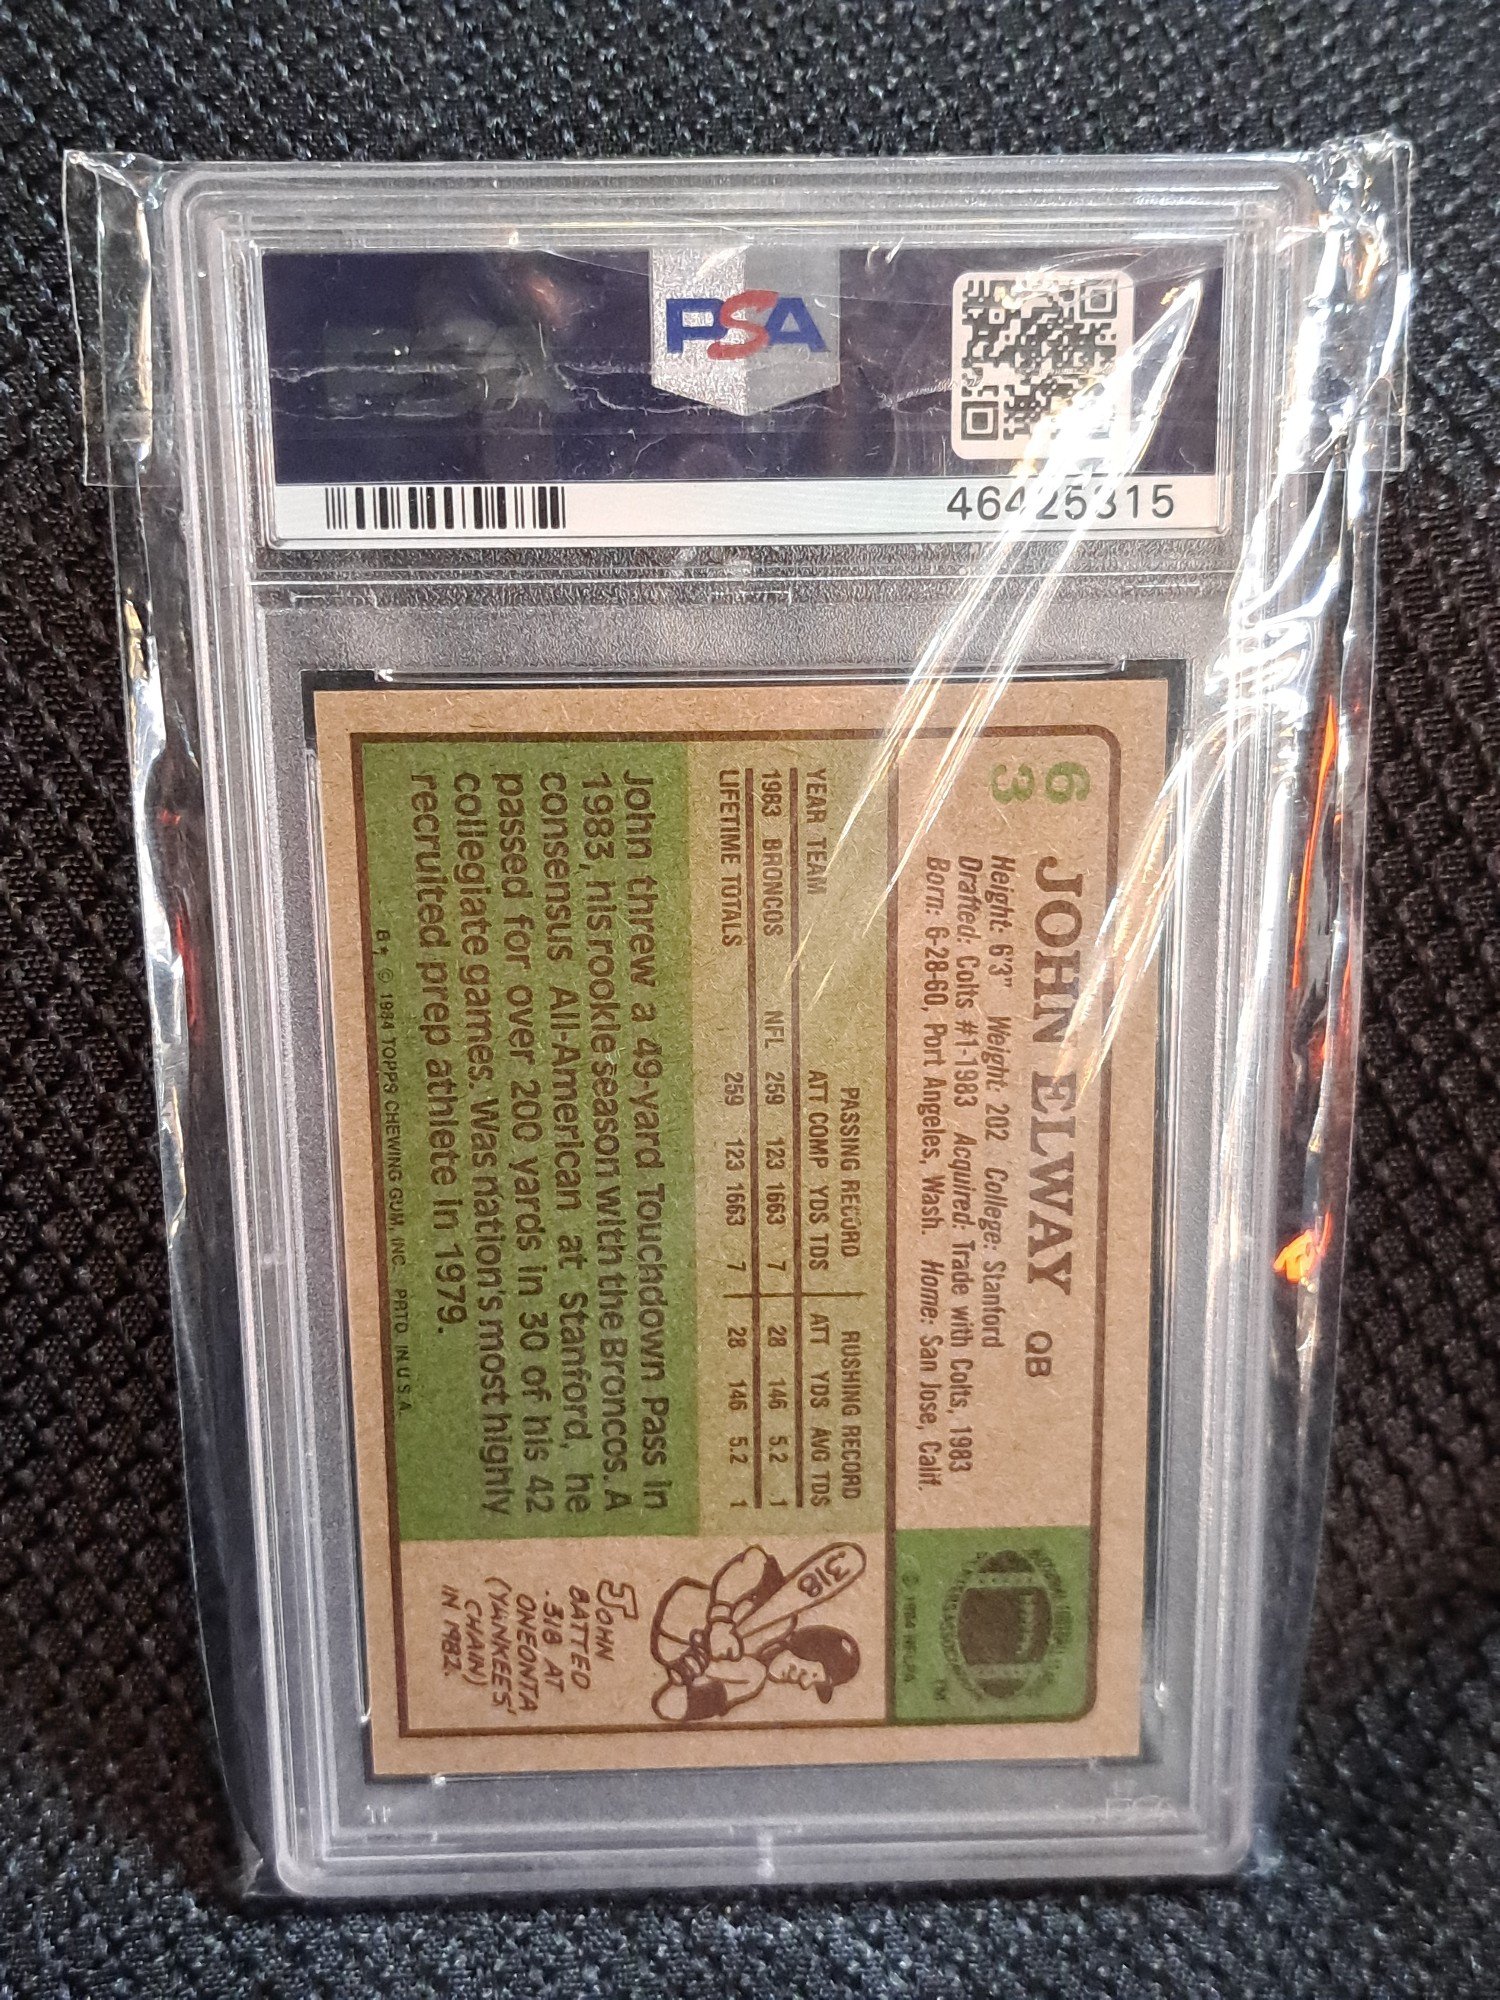 PSA
46425315
63
JOHN ELWAY QB
Height: 6'3" Weight: 202 College: Stanford
Drafted: Colts #1-1983 Acquired: Trade with Colts, 1983
Born: 6-28-60, Port Angeles, Wash. Home: San Jose, Calif.
© 1984 NFLPA
TM
PASSING RECORD RUSHING RECORD
YEAR TEAM ATT COMP YDS TDS ATT YDS AVG TDS
1983 BRONCOS NFL 259 123 1663 7 28 146 5.2 1
LIFETIME TOTALS 259 123 1663 7 28 146 5.2 1
John threw a 49-yard Touchdown Pass in
1983, his rookie season with the Broncos. A
consensus All-American at Stanford, he
passed for over 200 yards in 30 of his 42
collegiate games. Was nation's most highly
recruited prep athlete in 1979.
318
JOHN
BATTED
.318 AT
ONEONTA
(YANKEES'
CHAIN)
IN 1982.
B*, © 1984 TOPPS CHEWING GUM, INC. PRTD. IN U.S.A.